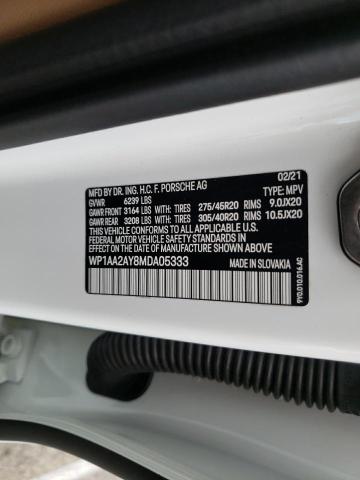 MFD. BY DR. ING. H.C. F. PORSCHE AG 02/21
GVWR 6239 LBS TYPE: MPV
GAWR FRONT 3164 LBS WITH TIRES 275/45R20 RIMS 9.0JX20
GAWR REAR 3208 LBS WITH TIRES 305/40R20 RIMS 10.5JX20
THIS VEHICLE CONFORMS TO ALL APPLICABLE U.S. FEDERAL
MOTOR VEHICLE SAFETY STANDARDS IN
EFFECT ON THE DATE OF MANUFACTURE SHOWN ABOVE.
WP1AA2AY8MDA05333 MADE IN SLOVAKIA
9Y0.010.016.AC